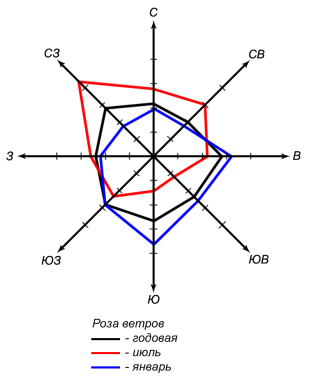 С
СЗ
СВ
З
В
ЮЗ
ЮВ
Ю
Роза ветров
- годовая
- июль
- январь